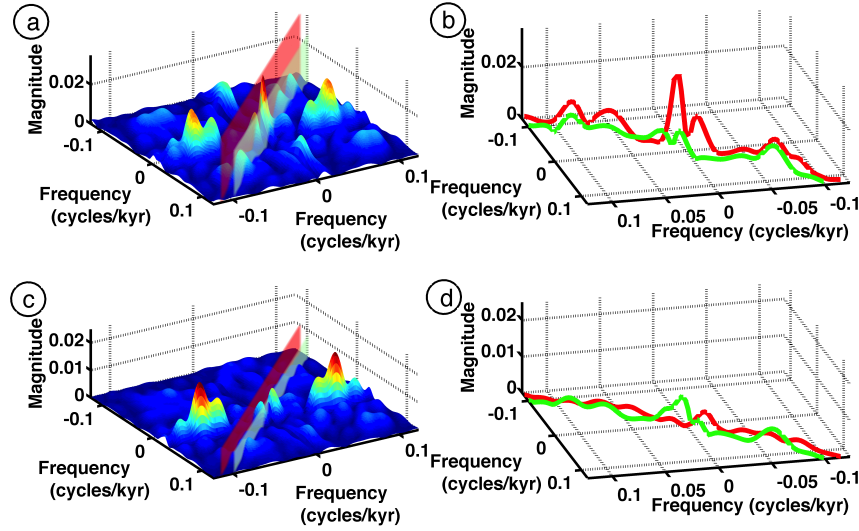 a
Magnitude
0.02
0
-0.1
0
0.1
Frequency
(cycles/kyr)
-0.1
0
0.1
Frequency
(cycles/kyr)
b
Magnitude
0.02
0
-0.1
0
0.1
Frequency
(cycles/kyr)
0.1
0.05
0
-0.05
-0.1
Frequency (cycles/kyr)
c
Magnitude
0.02
0.01
0
-0.1
0
0.1
Frequency
(cycles/kyr)
-0.1
0
0.1
Frequency
(cycles/kyr)
d
Magnitude
0.02
0.01
0
-0.1
0
0.1
Frequency
(cycles/kyr)
0.1
0.05
0
-0.05
-0.1
Frequency (cycles/kyr)